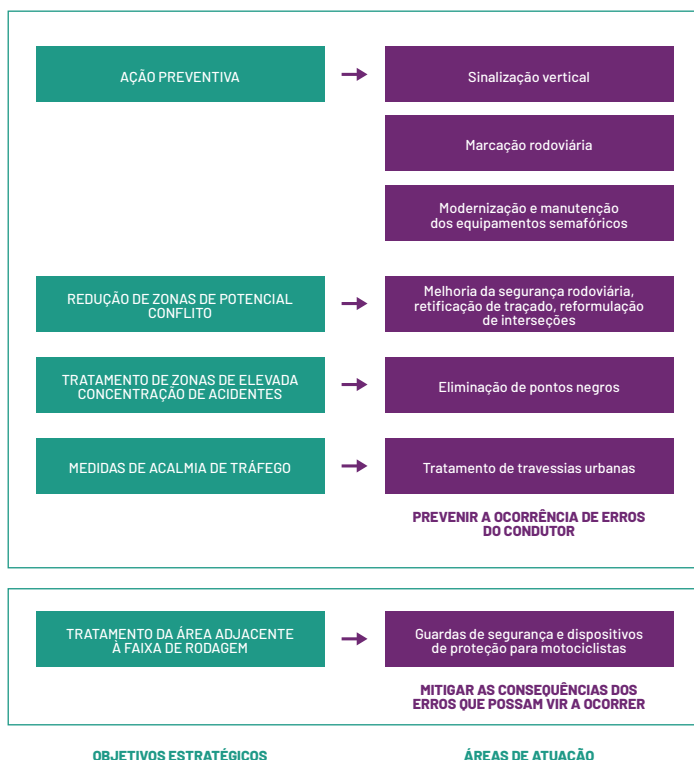 AÇÃO PREVENTIVA
Sinalização vertical
Marcação rodoviária
Modernização e manutenção
dos equipamentos semafóricos
REDUÇÃO DE ZONAS DE POTENCIAL
CONFLITO
Melhoria da segurança rodoviária,
retificação de traçado, reformulação
de interseções
TRATAMENTO DE ZONAS DE ELEVADA
CONCENTRAÇÃO DE ACIDENTES
Eliminação de pontos negros
MEDIDAS DE ACALMIA DE TRÁFEGO
Tratamento de travessias urbanas
PREVENIR A OCORRÊNCIA DE ERROS
DO CONDUTOR
TRATAMENTO DA ÁREA ADJACENTE
À FAIXA DE RODAGEM
Guardas de segurança e dispositivos
de proteção para motociclistas
MITIGAR AS CONSEQUÊNCIAS DOS
ERROS QUE POSSAM VIR A OCORRER
OBJETIVOS ESTRATÉGICOS
ÁREAS DE ATUAÇÃO